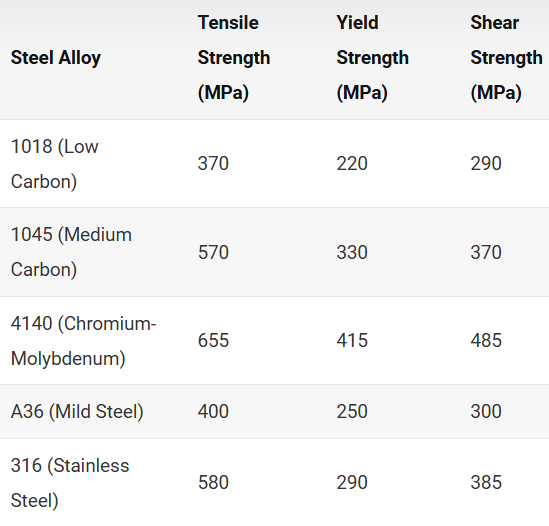 Steel Alloy Tensile Strength (MPa) Yield Strength (MPa) Shear Strength (MPa)
1018 (Low Carbon) 370 220 290
1045 (Medium Carbon) 570 330 370
4140 (Chromium-Molybdenum) 655 415 485
A36 (Mild Steel) 400 250 300
316 (Stainless Steel) 580 290 385